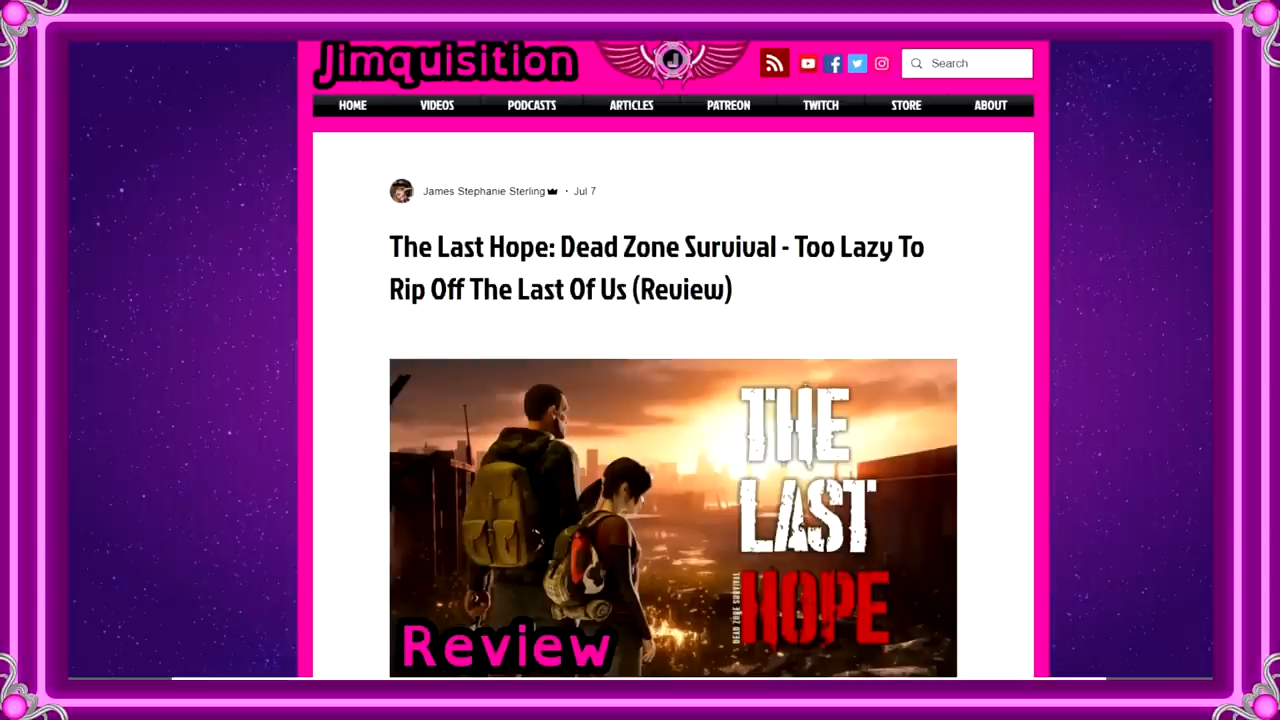 Jimquisition
Search
HOME VIDEOS PODCASTS ARTICLES PATREON TWITCH STORE ABOUT
James Stephanie Sterling · Jul 7
The Last Hope: Dead Zone Survival - Too Lazy To
Rip Off The Last Of Us (Review)
THE
LAST
HOPE
DEAD ZONE SURVIVAL
Review